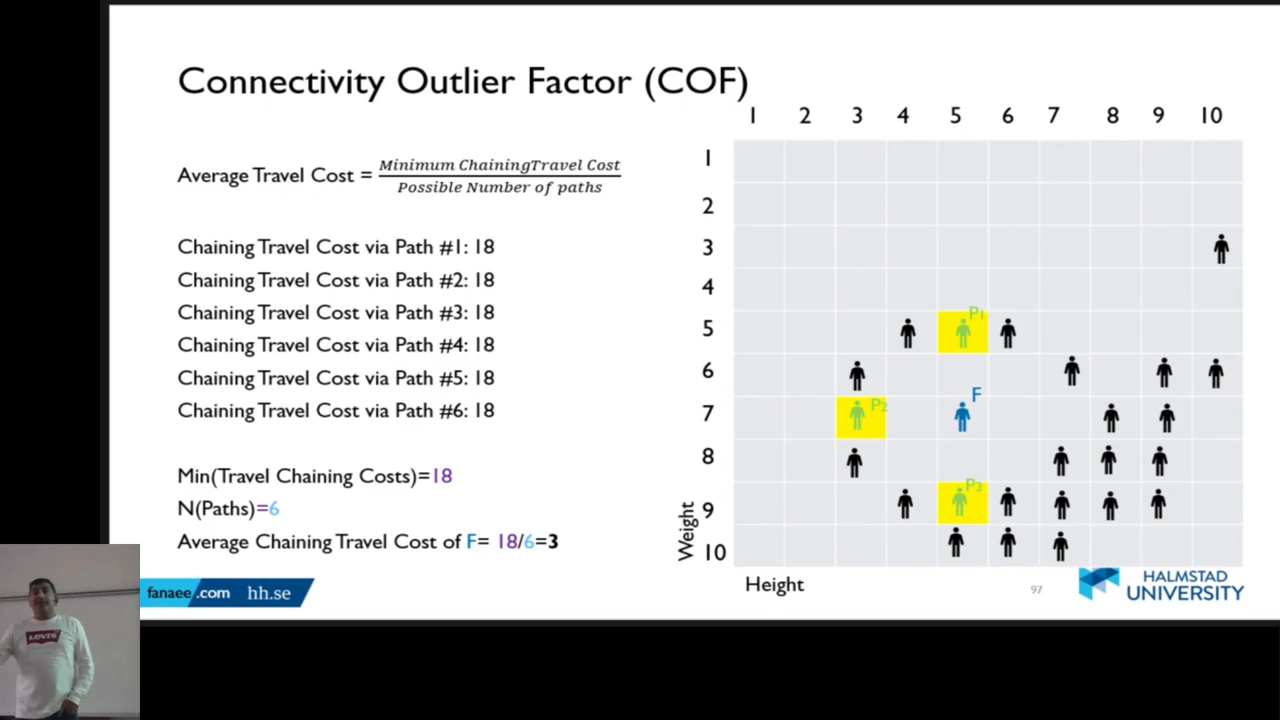 Connectivity Outlier Factor (COF)
Average Travel Cost = Minimum ChainingTravel Cost
Possible Number of paths
Chaining Travel Cost via Path #1: 18
Chaining Travel Cost via Path #2: 18
Chaining Travel Cost via Path #3: 18
Chaining Travel Cost via Path #4: 18
Chaining Travel Cost via Path #5: 18
Chaining Travel Cost via Path #6: 18
Min(Travel Chaining Costs)=18
N(Paths)=6
Average Chaining Travel Cost of F= 18/6=3
1 2 3 4 5 6 7 8 9 10
1
2
3
4
5
6
7
8
9
10
P1
P2
F
P3
Weight
Height
fanaee.com hh.se
97
HALMSTAD
UNIVERSITY
LEVI'S